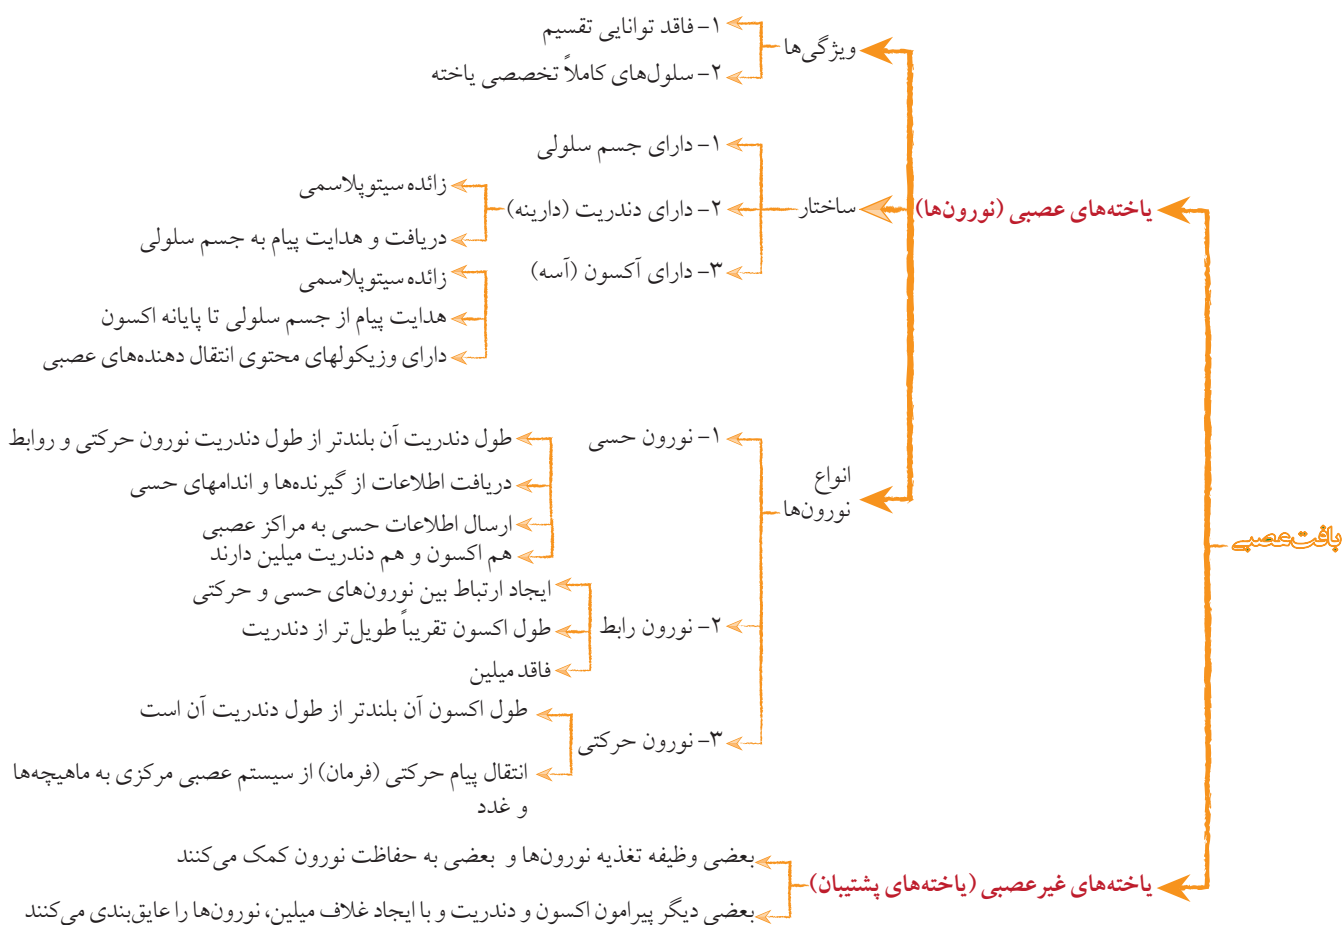 بافت عصبی
یاخته‌های عصبی (نورون‌ها)
ویژگی‌ها
۱- فاقد توانایی تقسیم
۲- سلول‌های کاملاً تخصصی یاخته
ساختار
۱- دارای جسم سلولی
۲- دارای دندریت (دارینه)
زائده سیتوپلاسمی
دریافت و هدایت پیام به جسم سلولی
۳- دارای آکسون (آسه)
زائده سیتوپلاسمی
هدایت پیام از جسم سلولی تا پایانه اکسون
دارای وزیکولهای محتوی انتقال دهنده‌های عصبی
انواع
نورون‌ها
۱- نورون حسی
طول دندریت آن بلندتر از طول دندریت نورون حرکتی و روابط
دریافت اطلاعات از گیرنده‌ها و اندامهای حسی
ارسال اطلاعات حسی به مراکز عصبی
هم اکسون و هم دندریت میلین دارند
۲- نورون رابط
ایجاد ارتباط بین نورون‌های حسی و حرکتی
طول اکسون تقریباً طویل‌تر از دندریت
فاقد میلین
۳- نورون حرکتی
طول اکسون آن بلندتر از طول دندریت آن است
انتقال پیام حرکتی (فرمان) از سیستم عصبی مرکزی به ماهیچه‌ها
و غدد
یاخته‌های غیرعصبی (یاخته‌های پشتیبان)
بعضی وظیفه تغذیه نورون‌ها و بعضی به حفاظت نورون کمک می‌کنند
بعضی دیگر پیرامون اکسون و دندریت و با ایجاد غلاف میلین، نورون‌ها را عایق‌بندی می‌کنند